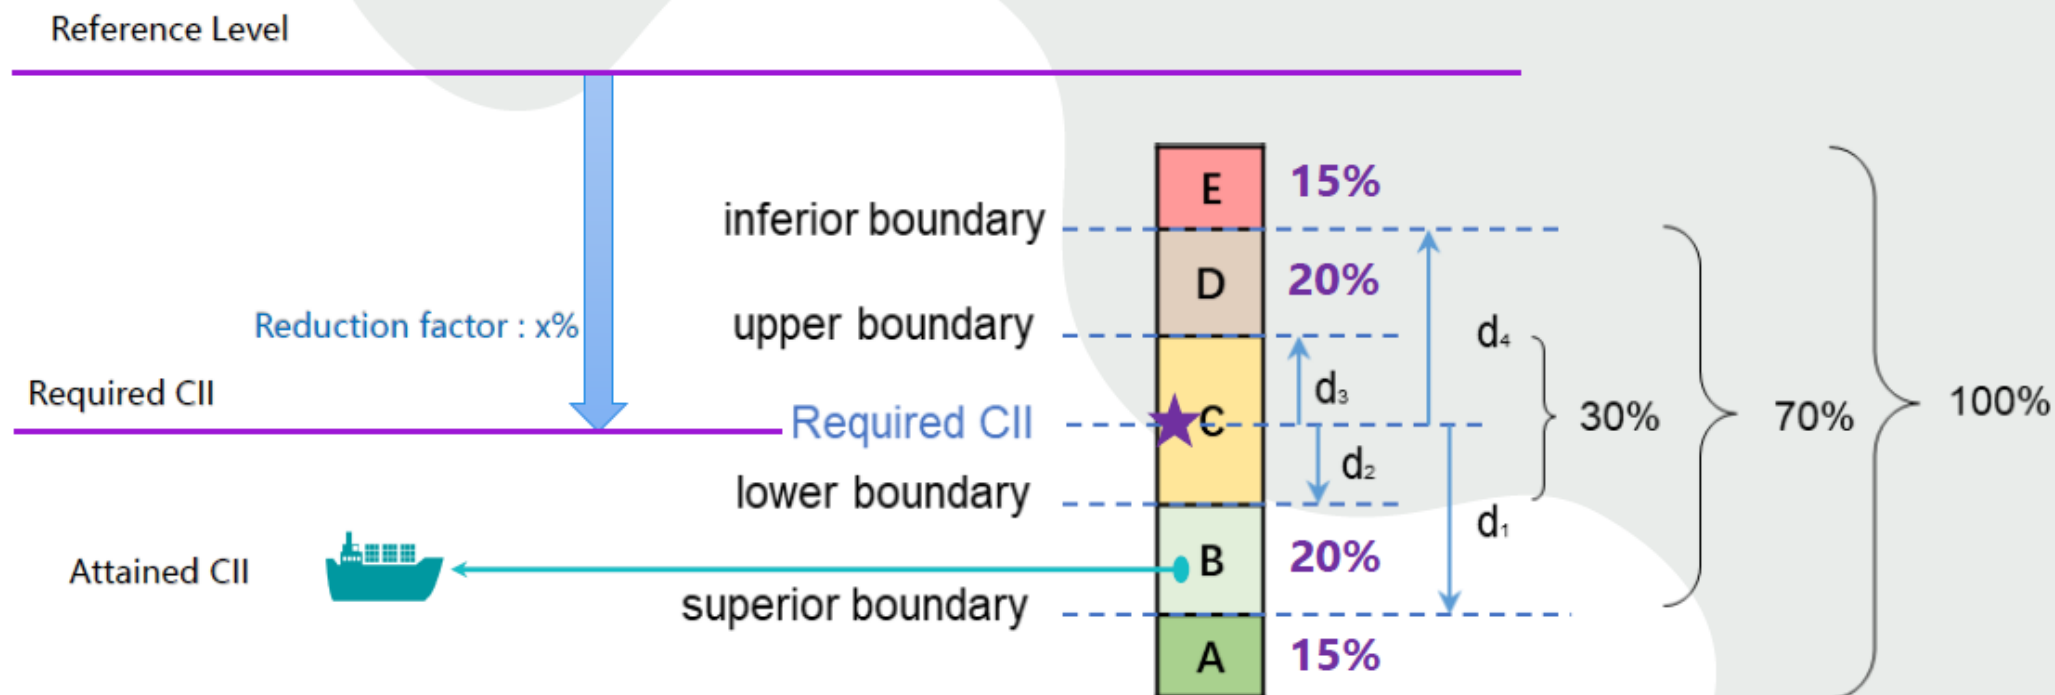 Reference Level
E
15%
inferior boundary
D
20%
upper boundary
Reduction factor : x%
d₄
d₃
Required CII
Required CII
C
30%
70%
100%
d₂
lower boundary
d₁
B
20%
Attained CII
superior boundary
A
15%